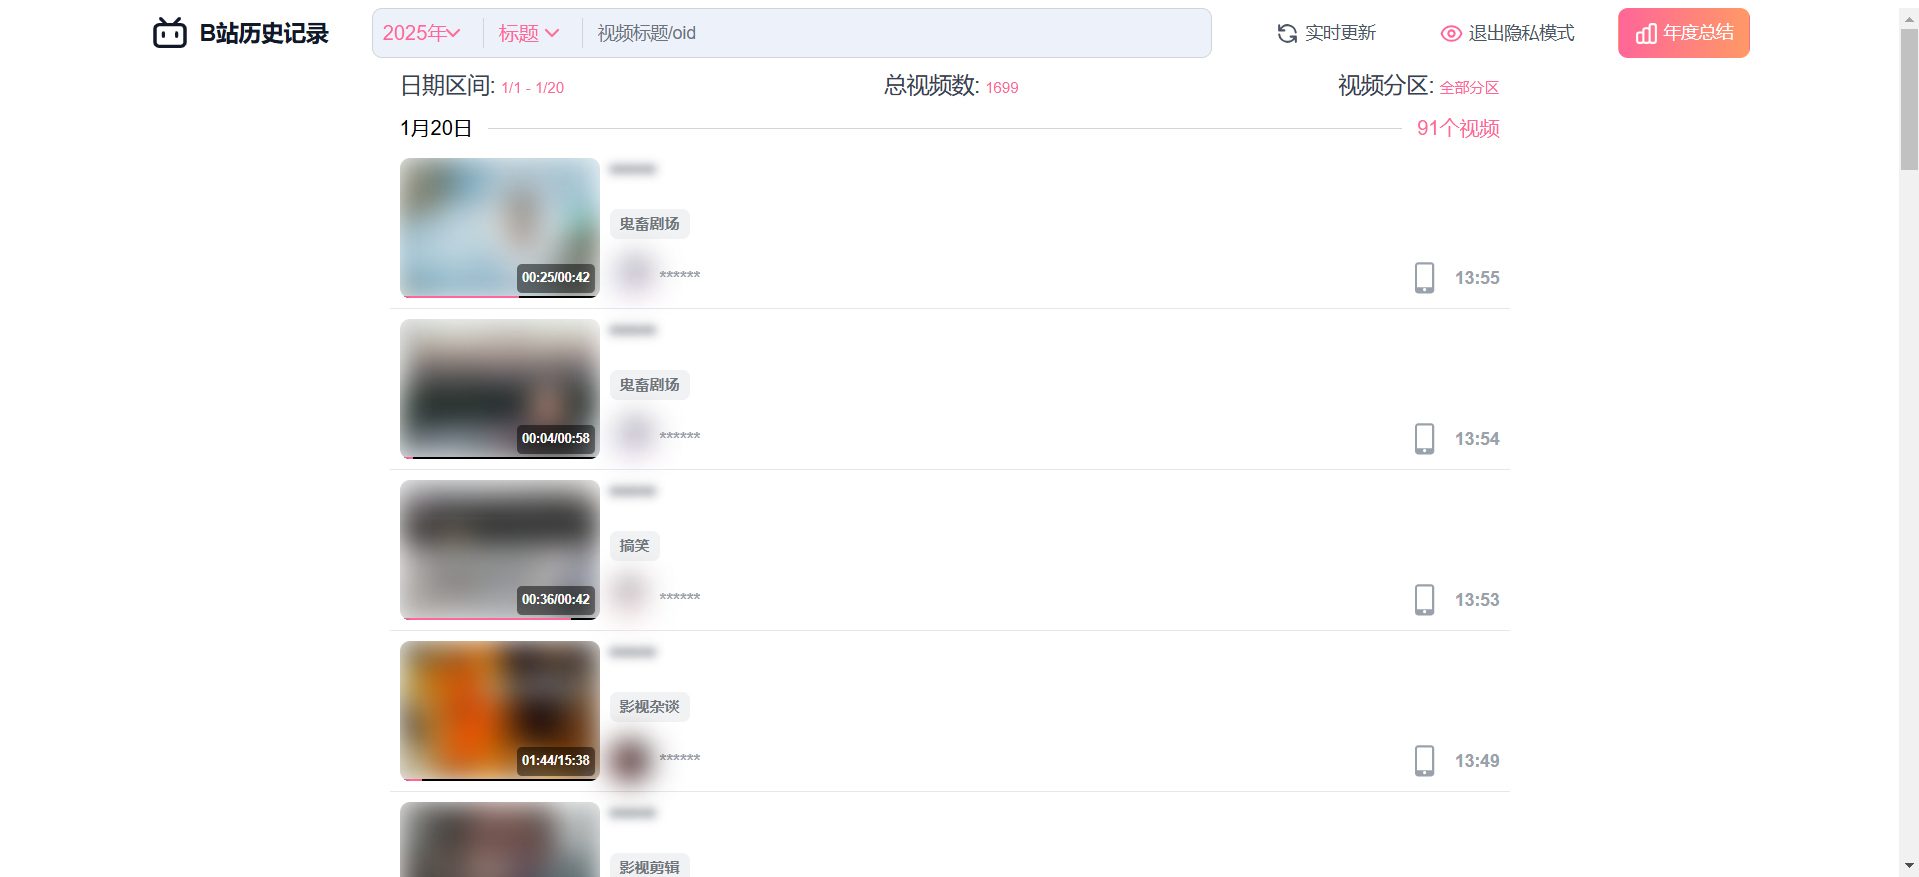 B站历史记录
2025年
标题
视频标题/oid
实时更新
退出隐私模式
年度总结
日期区间: 1/1 - 1/20
总视频数: 1699
视频分区: 全部分区
1月20日
91个视频
鬼畜剧场
00:25/00:42
******
13:55
鬼畜剧场
00:04/00:58
******
13:54
搞笑
00:36/00:42
******
13:53
影视杂谈
01:44/15:38
******
13:49
影视剪辑